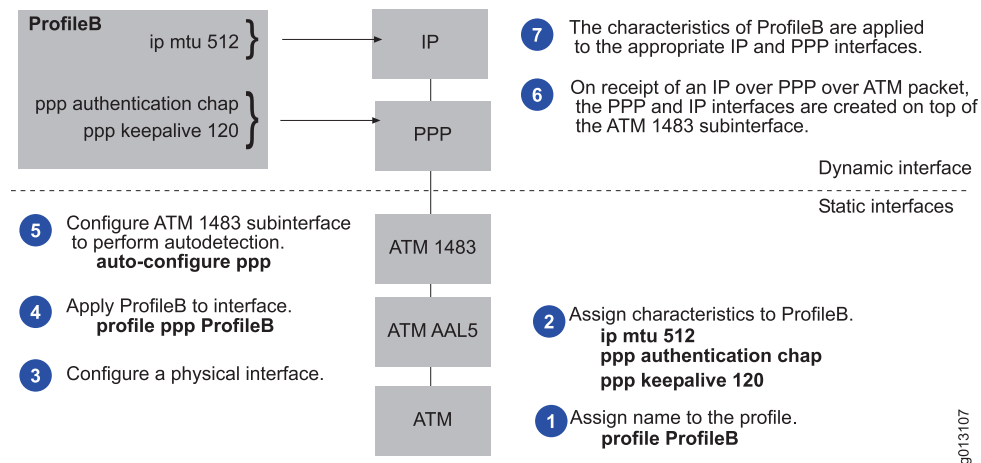 ProfileB
ip mtu 512 }
ppp authentication chap
ppp keepalive 120 }
IP
PPP
7 The characteristics of ProfileB are applied
to the appropriate IP and PPP interfaces.
6 On receipt of an IP over PPP over ATM packet,
the PPP and IP interfaces are created on top of
the ATM 1483 subinterface.
Dynamic interface
Static interfaces
5 Configure ATM 1483 subinterface
to perform autodetection.
auto-configure ppp
4 Apply ProfileB to interface.
profile ppp ProfileB
3 Configure a physical interface.
ATM 1483
ATM AAL5
ATM
2 Assign characteristics to ProfileB.
ip mtu 512
ppp authentication chap
ppp keepalive 120
1 Assign name to the profile.
profile ProfileB
g013107